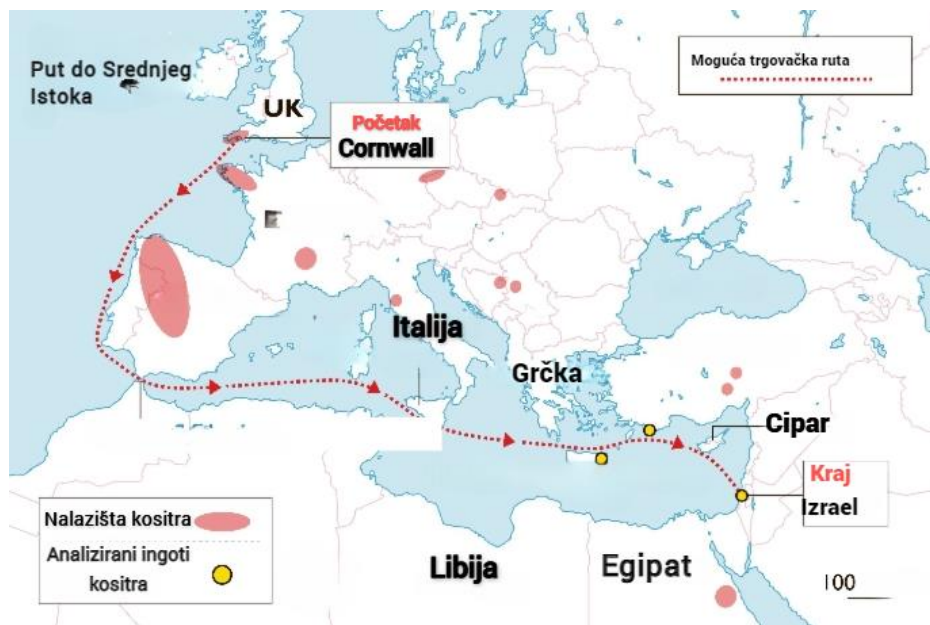 Put do Srednjeg
Istoka
Moguća trgovačka ruta
UK
Početak
Cornwall
Italija
Grčka
Cipar
Kraj
Izrael
Nalazišta kositra
Analizirani ingoti
kositra
Libija
Egipat
100